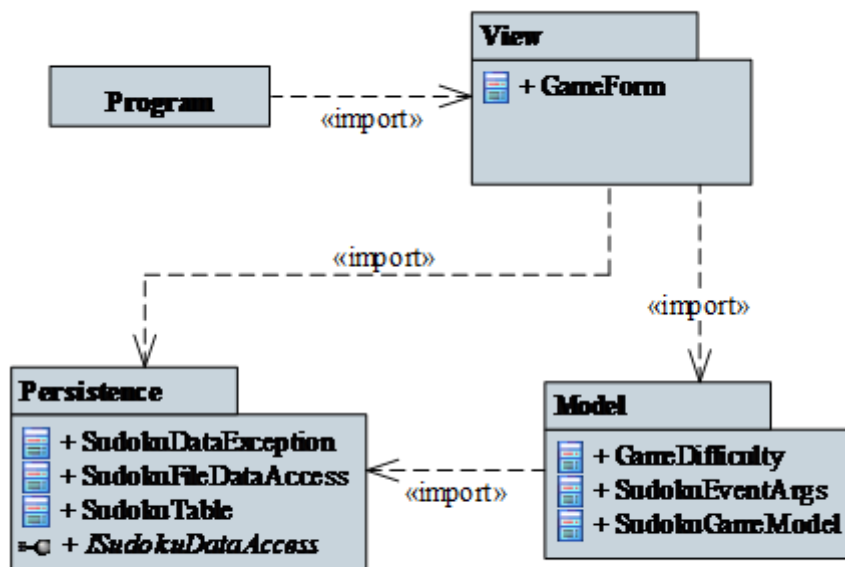 View
Program
+ GameForm
«import»
«import»
«import»
Persistence
+ SudokuDataException
+ SudokuFileDataAccess
+ SudokuTable
+ ISudokuDataAccess
«import»
Model
+ GameDifficulty
+ SudokuEventArgs
+ SudokuGameModel